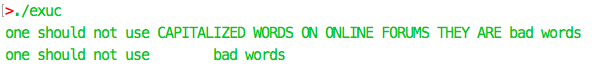 >./exuc
one should not use CAPITALIZED WORDS ON ONLINE FORUMS THEY ARE bad words
one should not use        bad words